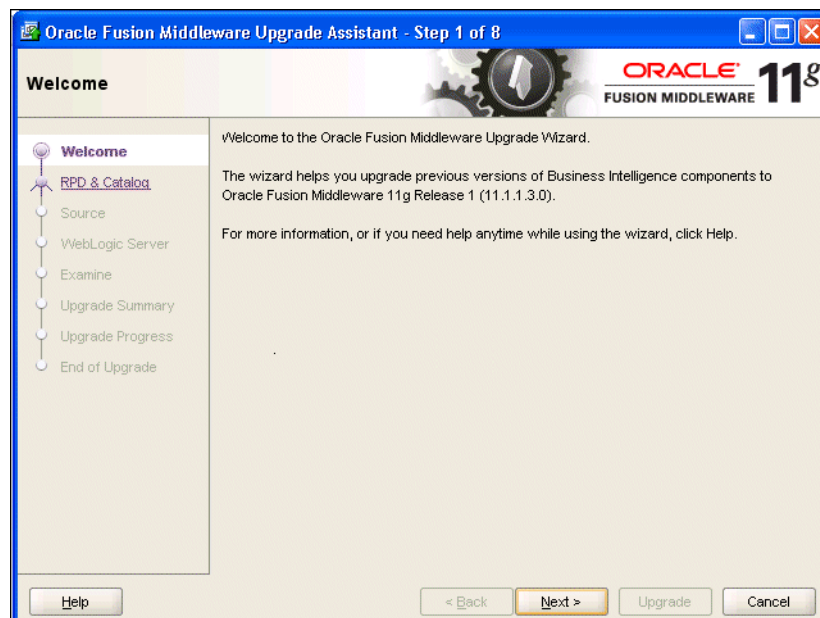 Oracle Fusion Middleware Upgrade Assistant - Step 1 of 8
Welcome
ORACLE
FUSION MIDDLEWARE 11g
Welcome
RPD & Catalog
Source
WebLogic Server
Examine
Upgrade Summary
Upgrade Progress
End of Upgrade
Welcome to the Oracle Fusion Middleware Upgrade Wizard.
The wizard helps you upgrade previous versions of Business Intelligence components to
Oracle Fusion Middleware 11g Release 1 (11.1.1.3.0).
For more information, or if you need help anytime while using the wizard, click Help.
Help
< Back
Next >
Upgrade
Cancel